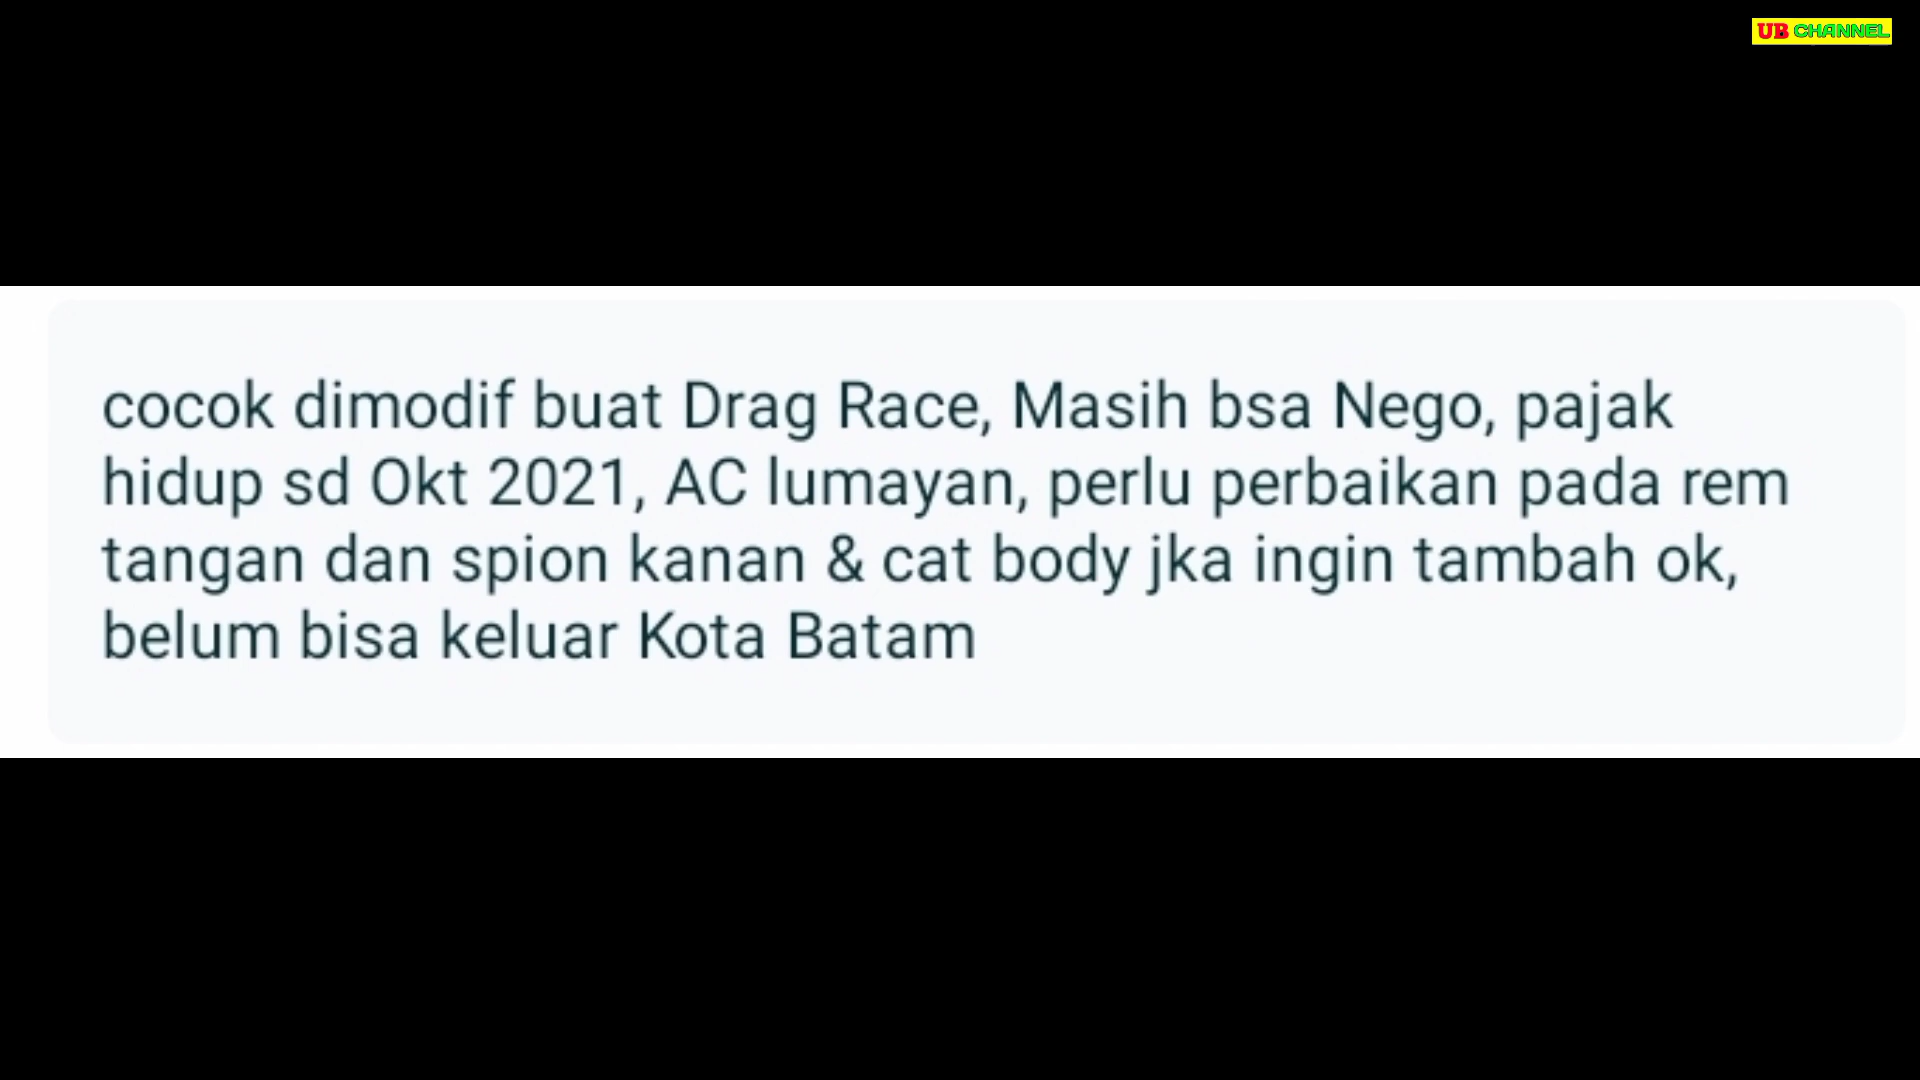 UB CHANNEL
cocok dimodif buat Drag Race, Masih bsa Nego, pajak
hidup sd Okt 2021, AC lumayan, perlu perbaikan pada rem
tangan dan spion kanan & cat body jka ingin tambah ok,
belum bisa keluar Kota Batam